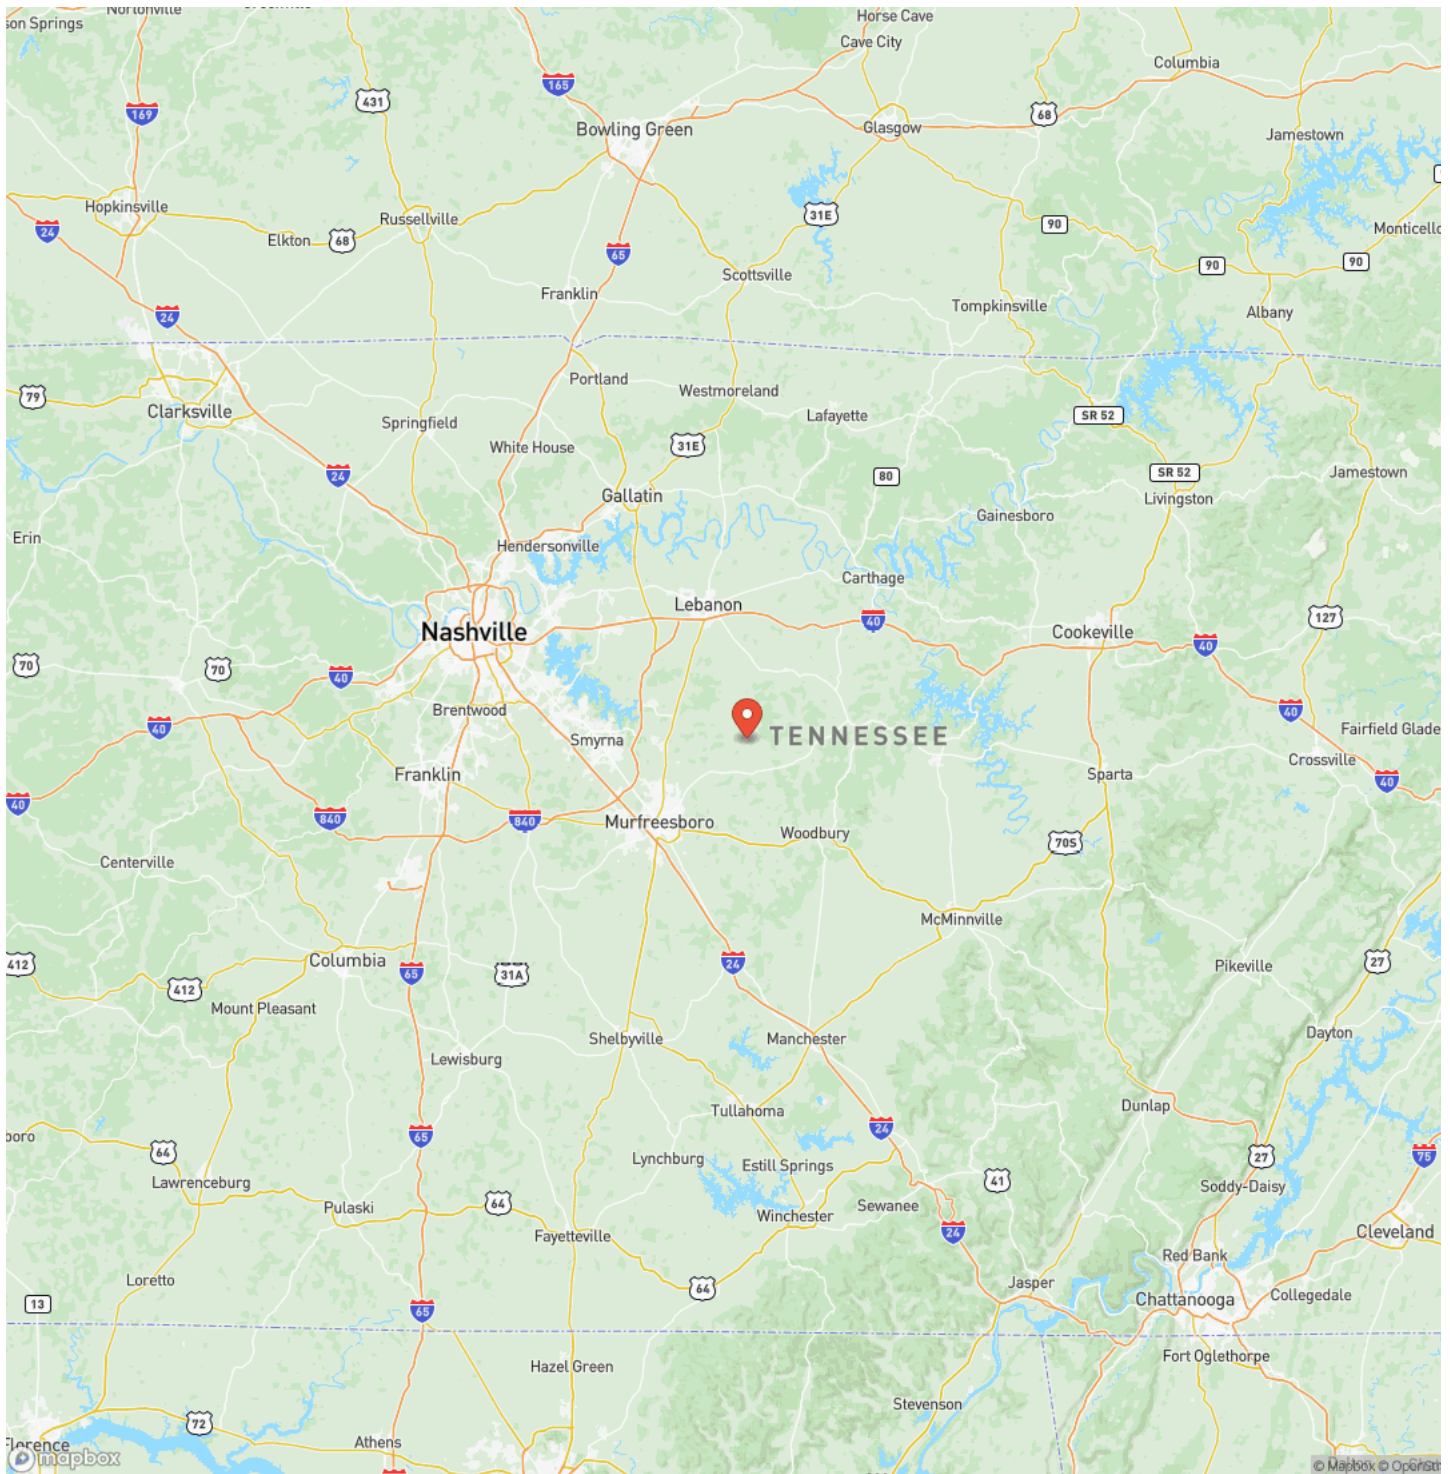 Nortonville
Horse Cave
son Springs
Cave City
Columbia
165
431
169
68
Bowling Green
Glasgow
Jamestown
Hopkinsville
31E
Russellville
90
Monticello
24
Elkton
68
65
90
90
Scottsville
Franklin
Tompkinsville
Albany
24
Portland
Westmoreland
79
Clarksville
Lafayette
SR 52
Springfield
White House
31E
24
80
SR 52
Jamestown
Gallatin
Livingston
Gainesboro
Erin
Hendersonville
Carthage
Lebanon
127
40
Nashville
Cookeville
40
70
70
40
Brentwood
40
40
Fairfield Glade
TENNESSEE
Smyrna
Crossville
Franklin
Sparta
40
40
840
840
Murfreesboro
Woodbury
70S
Centerville
McMinnville
Columbia
24
27
412
65
31A
Pikeville
412
Mount Pleasant
Dayton
Shelbyville
Manchester
Lewisburg
Dunlap
Tullahoma
boro
65
24
64
27
75
Lynchburg
Estill Springs
Lawrenceburg
41
Soddy-Daisy
Pulaski
64
Sewanee
Winchester
24
Cleveland
Fayetteville
Red Bank
Loretto
64
Jasper
Collegedale
13
65
Chattanooga
Hazel Green
Fort Oglethorpe
Stevenson
72
Florence
Athens
mapbox
Dalton
© Mapbox © OpenStr